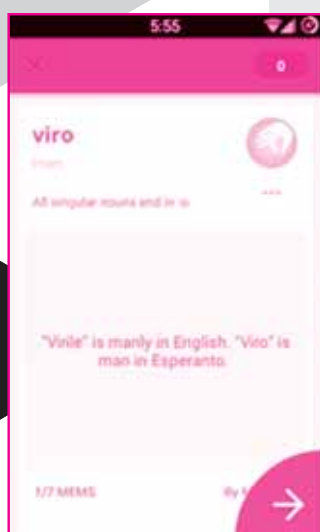 5:55
0
viro
man
All singular nouns end in o
"Virile" is manly in English. "Viro" is
man in Esperanto.
1/7 MEMS
By